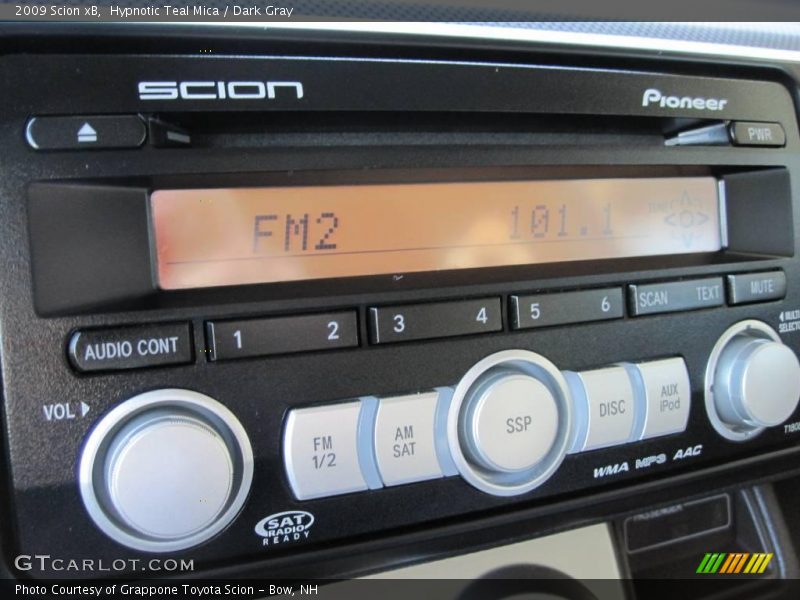 2009 Scion xB, Hypnotic Teal Mica / Dark Gray
SCION
Pioneer
PWR
FM2 101.1
AUDIO CONT
1 2
3 4
5 6
SCAN TEXT
MUTE
VOL
FM
1/2
AM
SAT
SSP
DISC
AUX
iPod
WMA MP3 AAC
SAT
RADIO
READY
GTCARLOT.COM
Photo Courtesy of Grappone Toyota Scion - Bow, NH